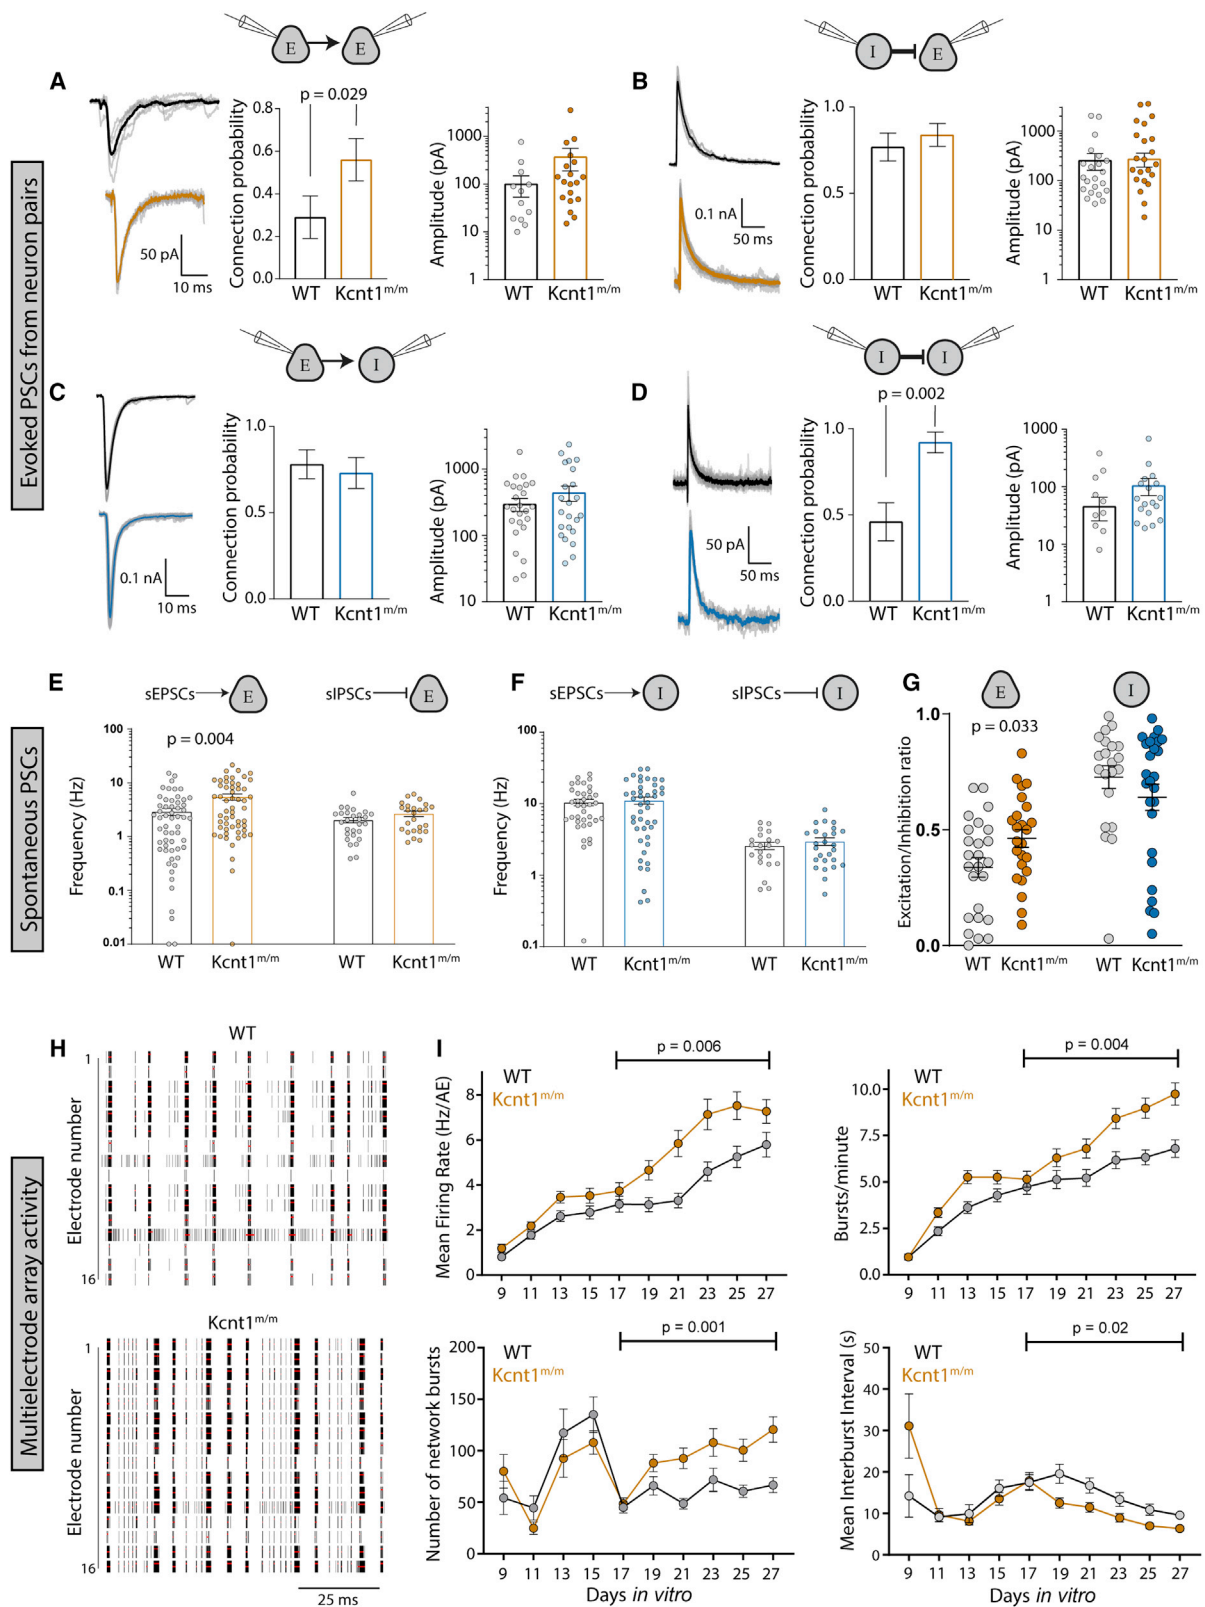 Evoked PSCs from neuron pairs
E
E
A
50 pA
10 ms
p = 0.029
Connection probability
0.8
0.6
0.4
0.2
0.0
WT
Kcnt1m/m
Amplitude (pA)
1000
100
10
1
WT
Kcnt1m/m
I
E
B
0.1 nA
50 ms
Connection probability
1.0
0.5
0.0
WT
Kcnt1m/m
Amplitude (pA)
1000
100
10
1
WT
Kcnt1m/m
E
I
C
0.1 nA
10 ms
Connection probability
1.0
0.5
0.0
WT
Kcnt1m/m
Amplitude (pA)
1000
100
10
WT
Kcnt1m/m
I
I
D
50 pA
50 ms
p = 0.002
Connection probability
1.0
0.5
0.0
WT
Kcnt1m/m
Amplitude (pA)
1000
100
10
1
WT
Kcnt1m/m
Spontaneous PSCs
E
sEPSCs
E
sIPSCs
E
p = 0.004
Frequency (Hz)
100
10
1
0.1
0.01
WT
Kcnt1m/m
WT
Kcnt1m/m
F
sEPSCs
I
sIPSCs
I
Frequency (Hz)
100
10
1
0.1
WT
Kcnt1m/m
WT
Kcnt1m/m
G
E
I
p = 0.033
Excitation/Inhibition ratio
1.0
0.5
0.0
WT
Kcnt1m/m
WT
Kcnt1m/m
Multielectrode array activity
H
WT
1
Electrode number
16
Kcnt1m/m
1
Electrode number
16
25 ms
I
p = 0.006
WT
Kcnt1m/m
Mean Firing Rate (Hz/AE)
8
6
4
2
0
9 11 13 15 17 19 21 23 25 27
p = 0.004
WT
Kcnt1m/m
Bursts/minute
10.0
7.5
5.0
2.5
0.0
9 11 13 15 17 19 21 23 25 27
p = 0.001
WT
Kcnt1m/m
Number of network bursts
200
150
100
50
0
9 11 13 15 17 19 21 23 25 27
Days in vitro
p = 0.02
WT
Kcnt1m/m
Mean Interburst Interval (s)
50
40
30
20
10
0
9 11 13 15 17 19 21 23 25 27
Days in vitro